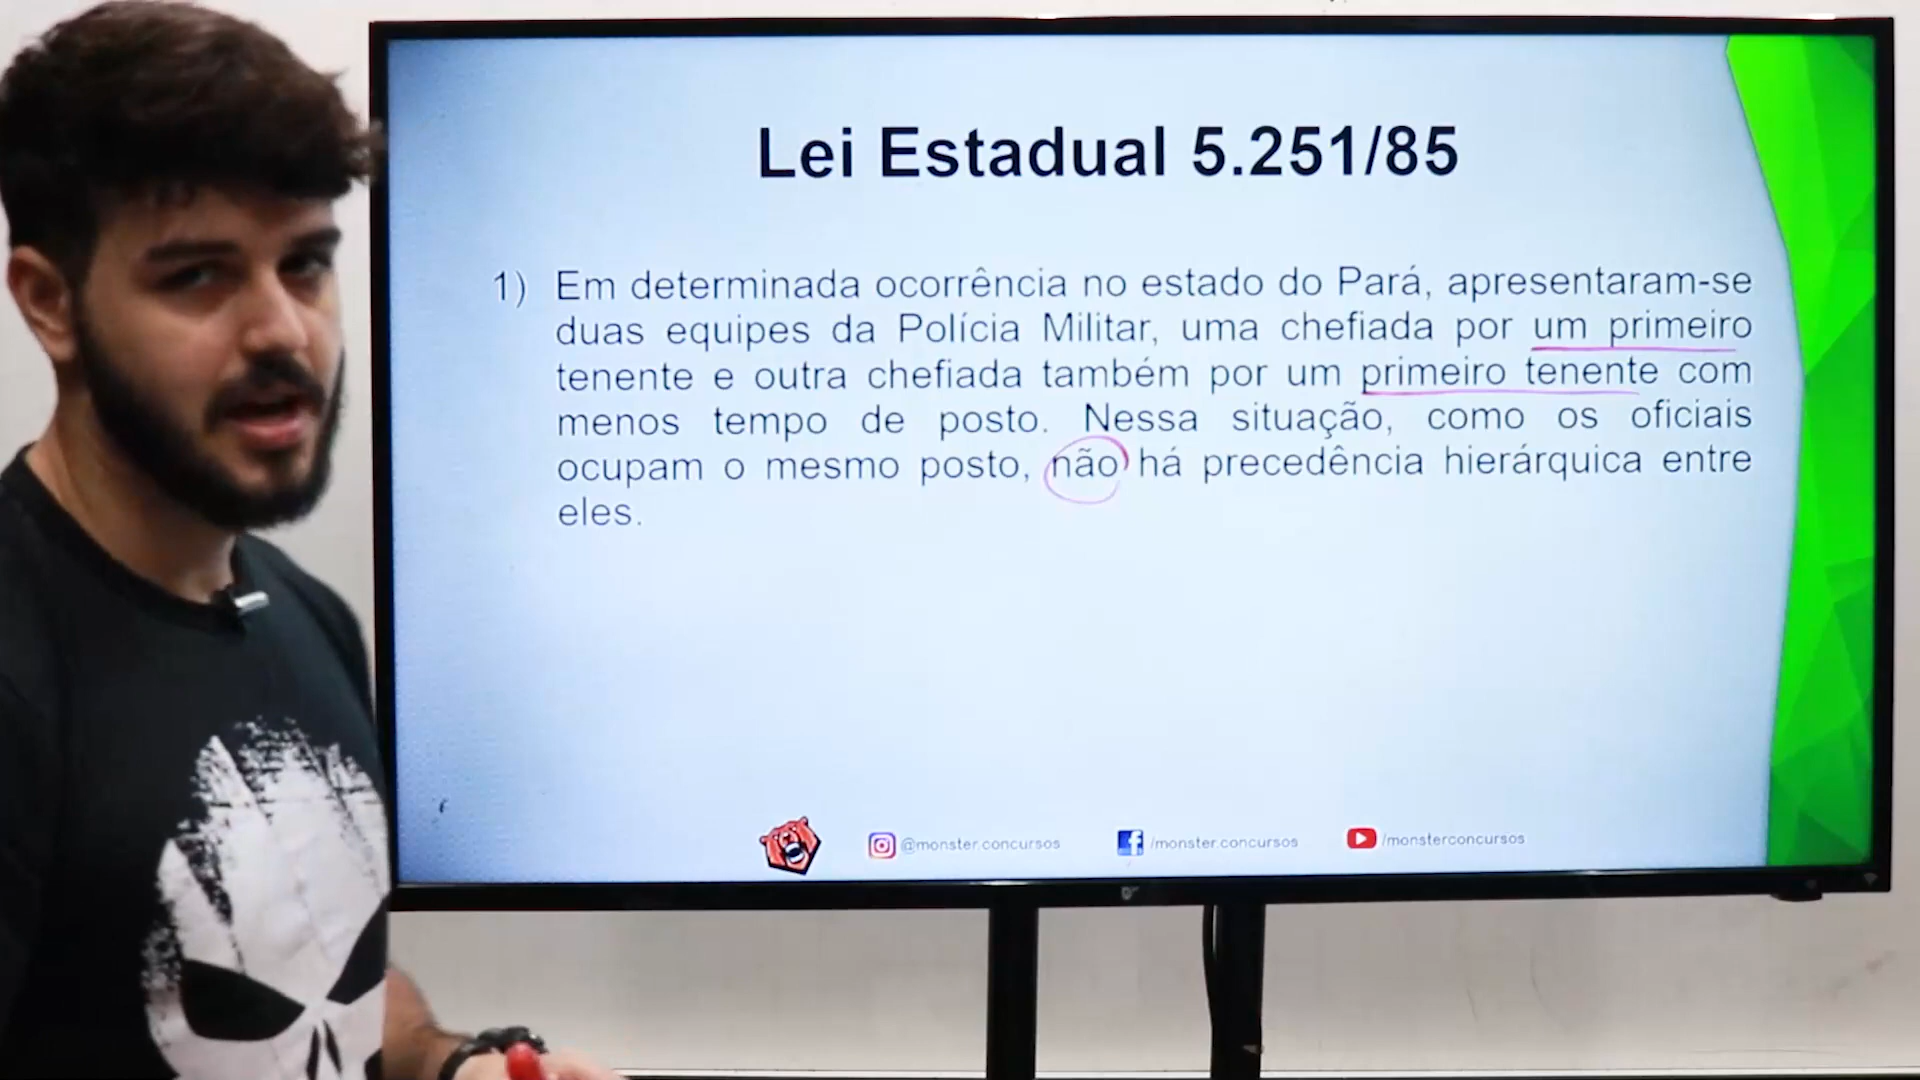 Lei Estadual 5.251/85
1) Em determinada ocorrência no estado do Pará, apresentaram-se
duas equipes da Polícia Militar, uma chefiada por um primeiro
tenente e outra chefiada também por um primeiro tenente com
menos tempo de posto. Nessa situação, como os oficiais
ocupam o mesmo posto, não há precedência hierárquica entre
eles.
@monster.concursos /monster.concursos /monsterconcursos